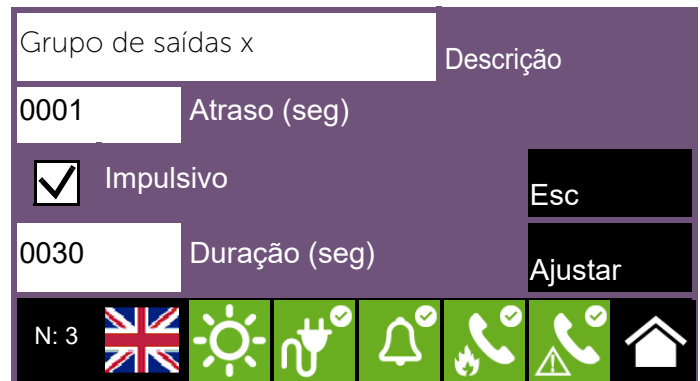 Grupo de saídas x
Descrição
0001 Atraso (seg)
Impulsivo
Esc
0030 Duração (seg)
Ajustar
N: 3